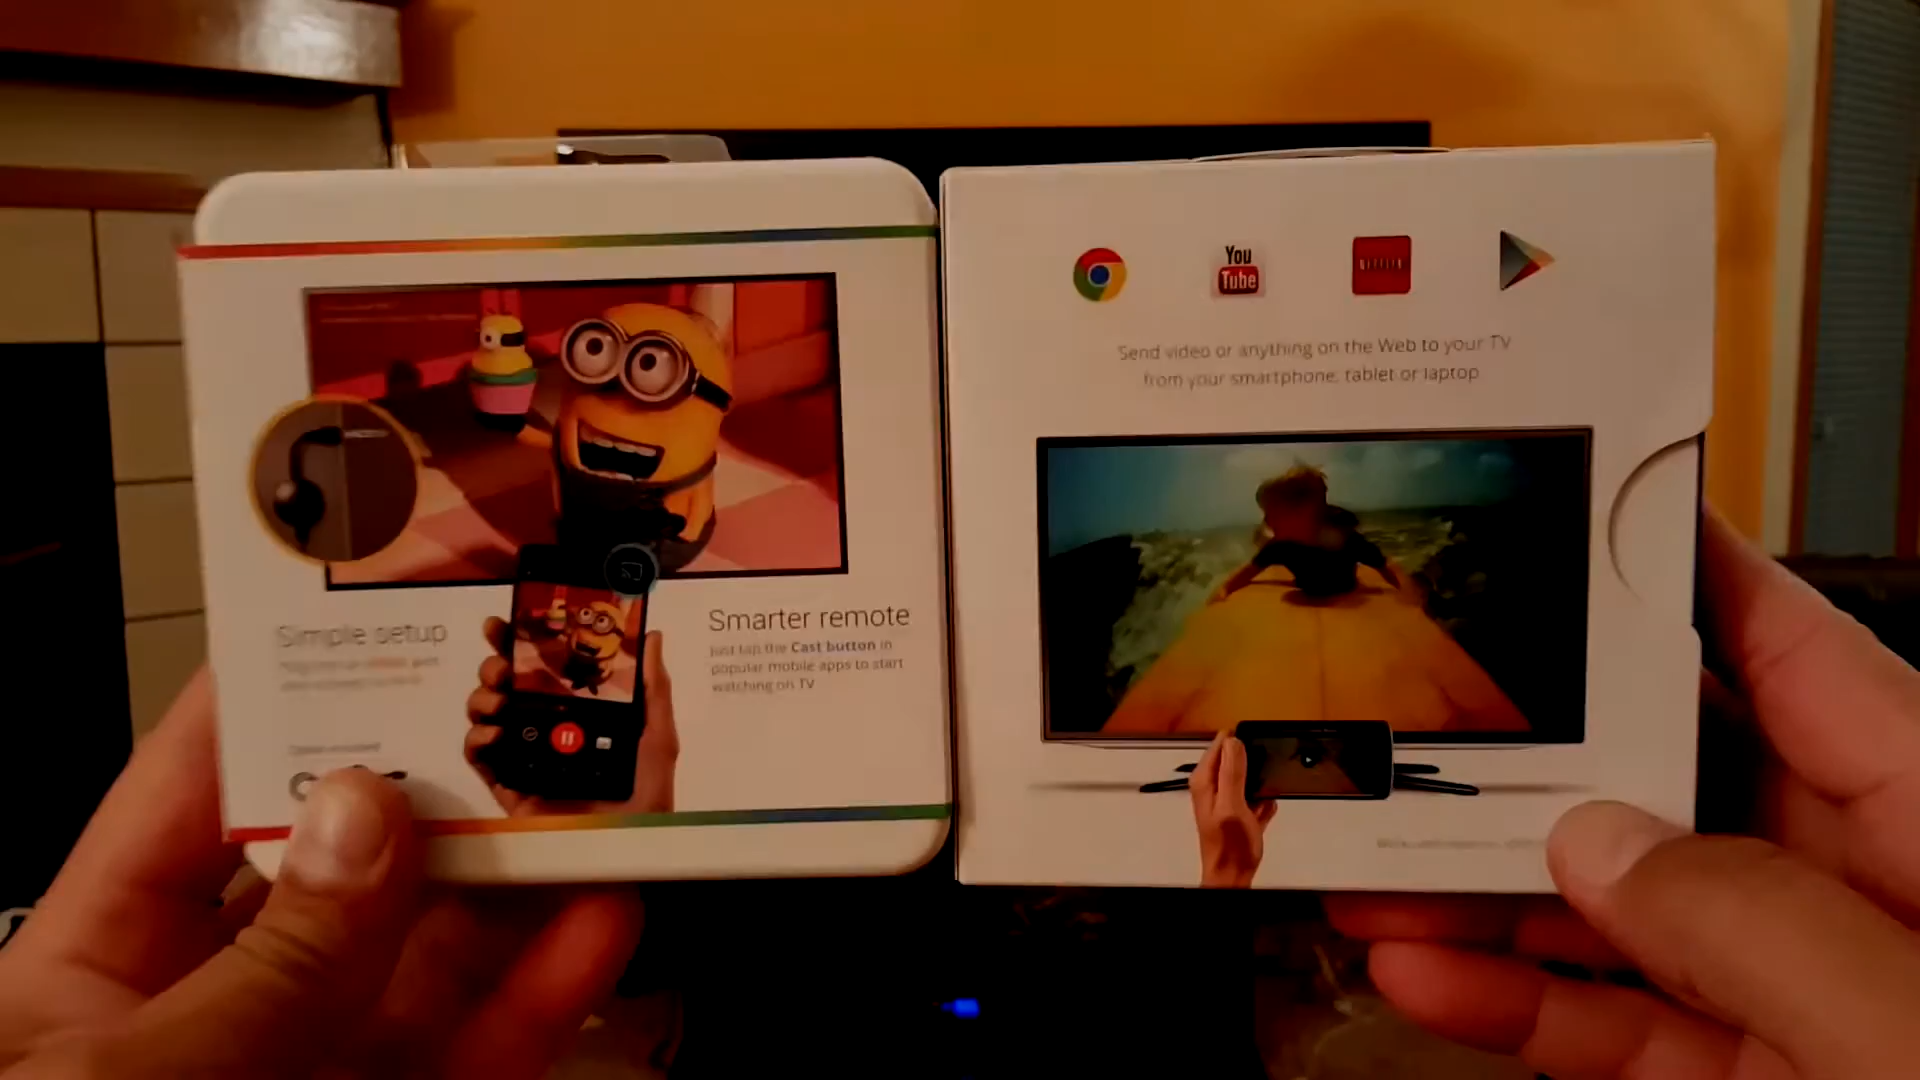 Simple setup
Smarter remote
Just tap the Cast button in
popular mobile apps to start
watching on TV
You
Tube
NETFLIX
Send video or anything on the Web to your TV
from your smartphone, tablet or laptop